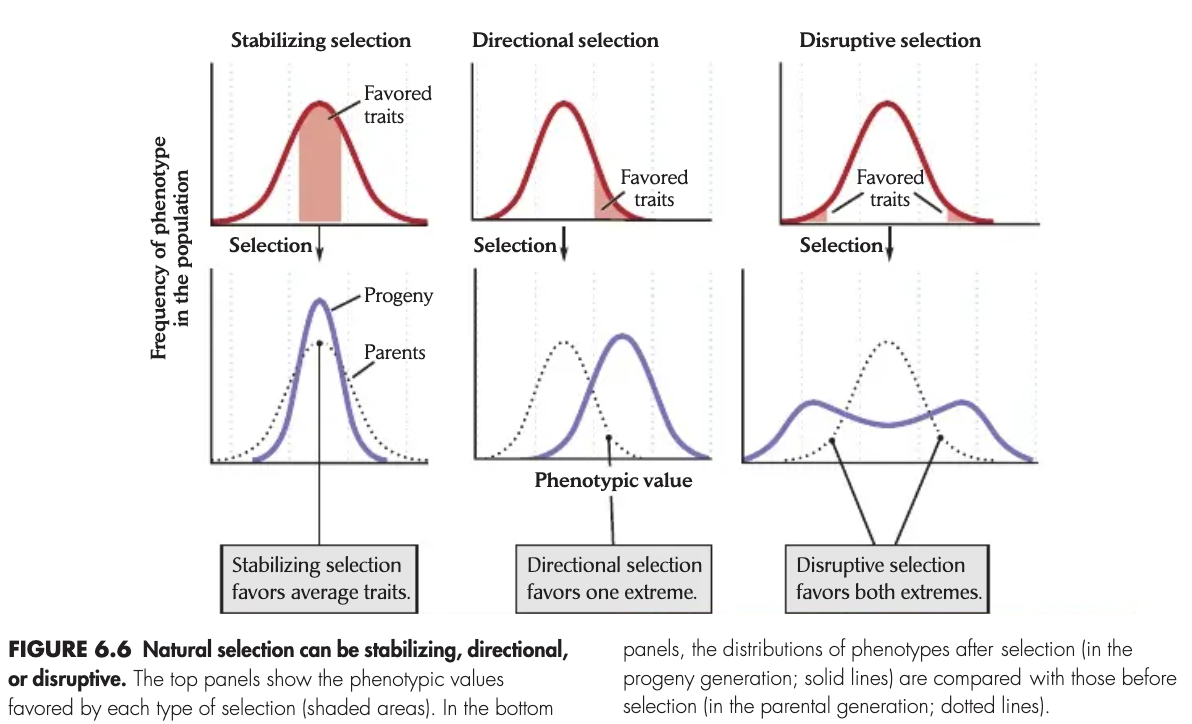 Stabilizing selection
Directional selection
Disruptive selection
Frequency of phenotype
in the population
Favored
traits
Favored
traits
Favored
traits
Selection
Selection
Selection
Progeny
Parents
Phenotypic value
Stabilizing selection
favors average traits.
Directional selection
favors one extreme.
Disruptive selection
favors both extremes.
FIGURE 6.6 Natural selection can be stabilizing, directional,
or disruptive. The top panels show the phenotypic values
favored by each type of selection (shaded areas). In the bottom
panels, the distributions of phenotypes after selection (in the
progeny generation; solid lines) are compared with those before
selection (in the parental generation; dotted lines).